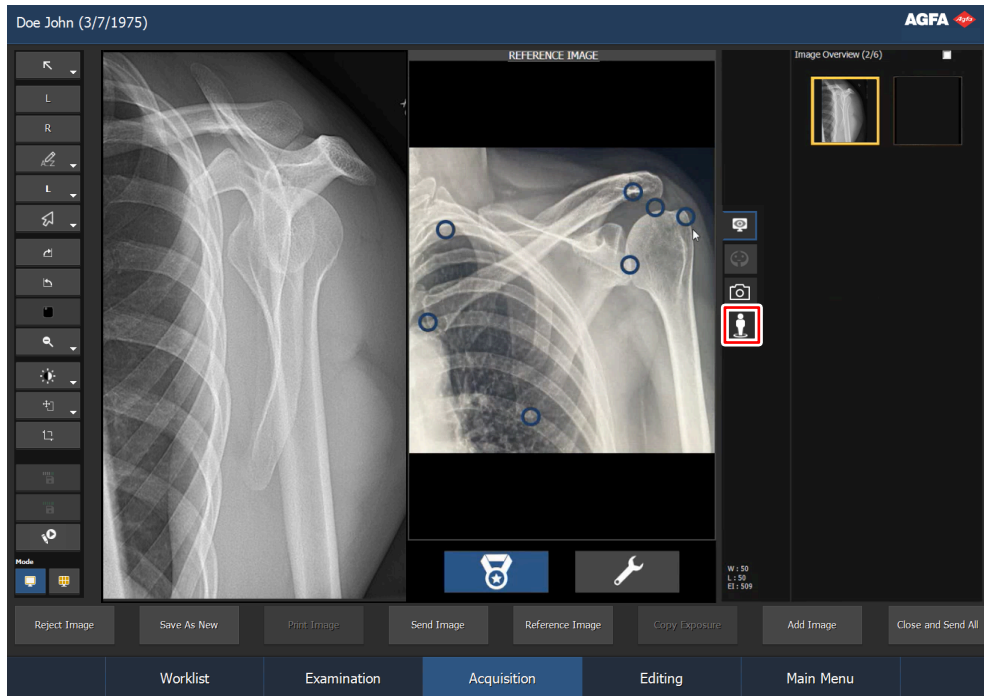 Doe John (3/7/1975)
AGFA
REFERENCE IMAGE
Image Overview (2/6)
L
R
A-Z
L
Mode
W : 50
L : 50
EI : 509
Reject Image
Save As New
Print Image
Send Image
Reference Image
Copy Exposure
Add Image
Close and Send All
Worklist
Examination
Acquisition
Editing
Main Menu